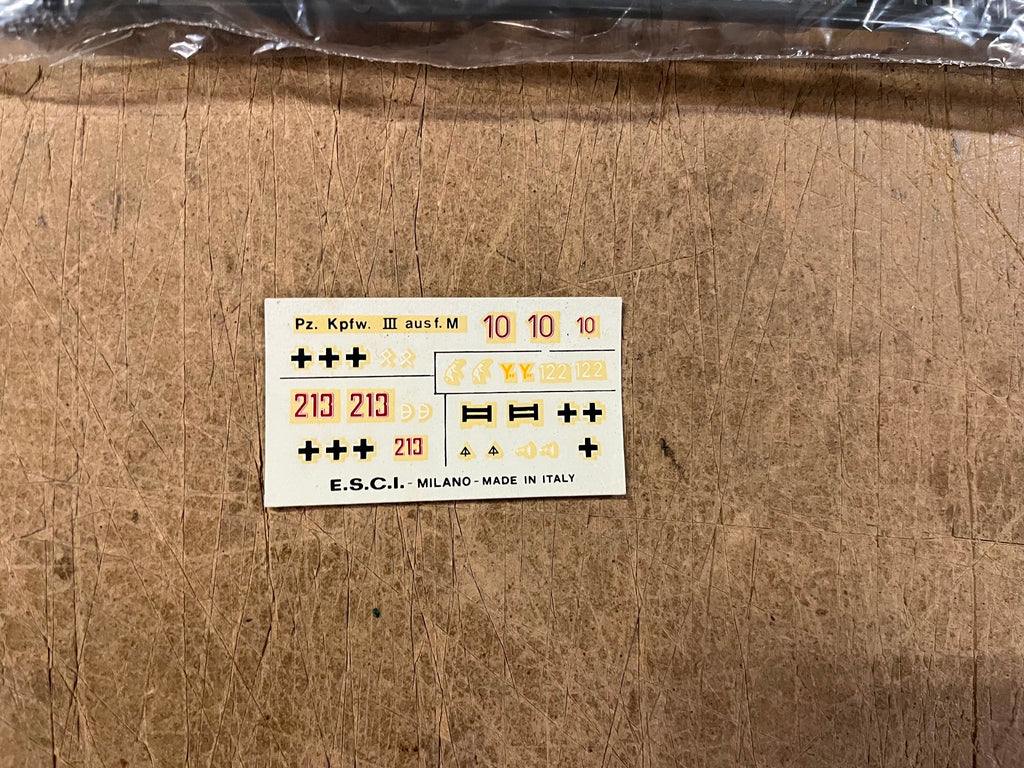 Pz. Kpfw. III ausf. M 10 10 10
122 122
213 213
213
E.S.C.I. - MILANO - MADE IN ITALY